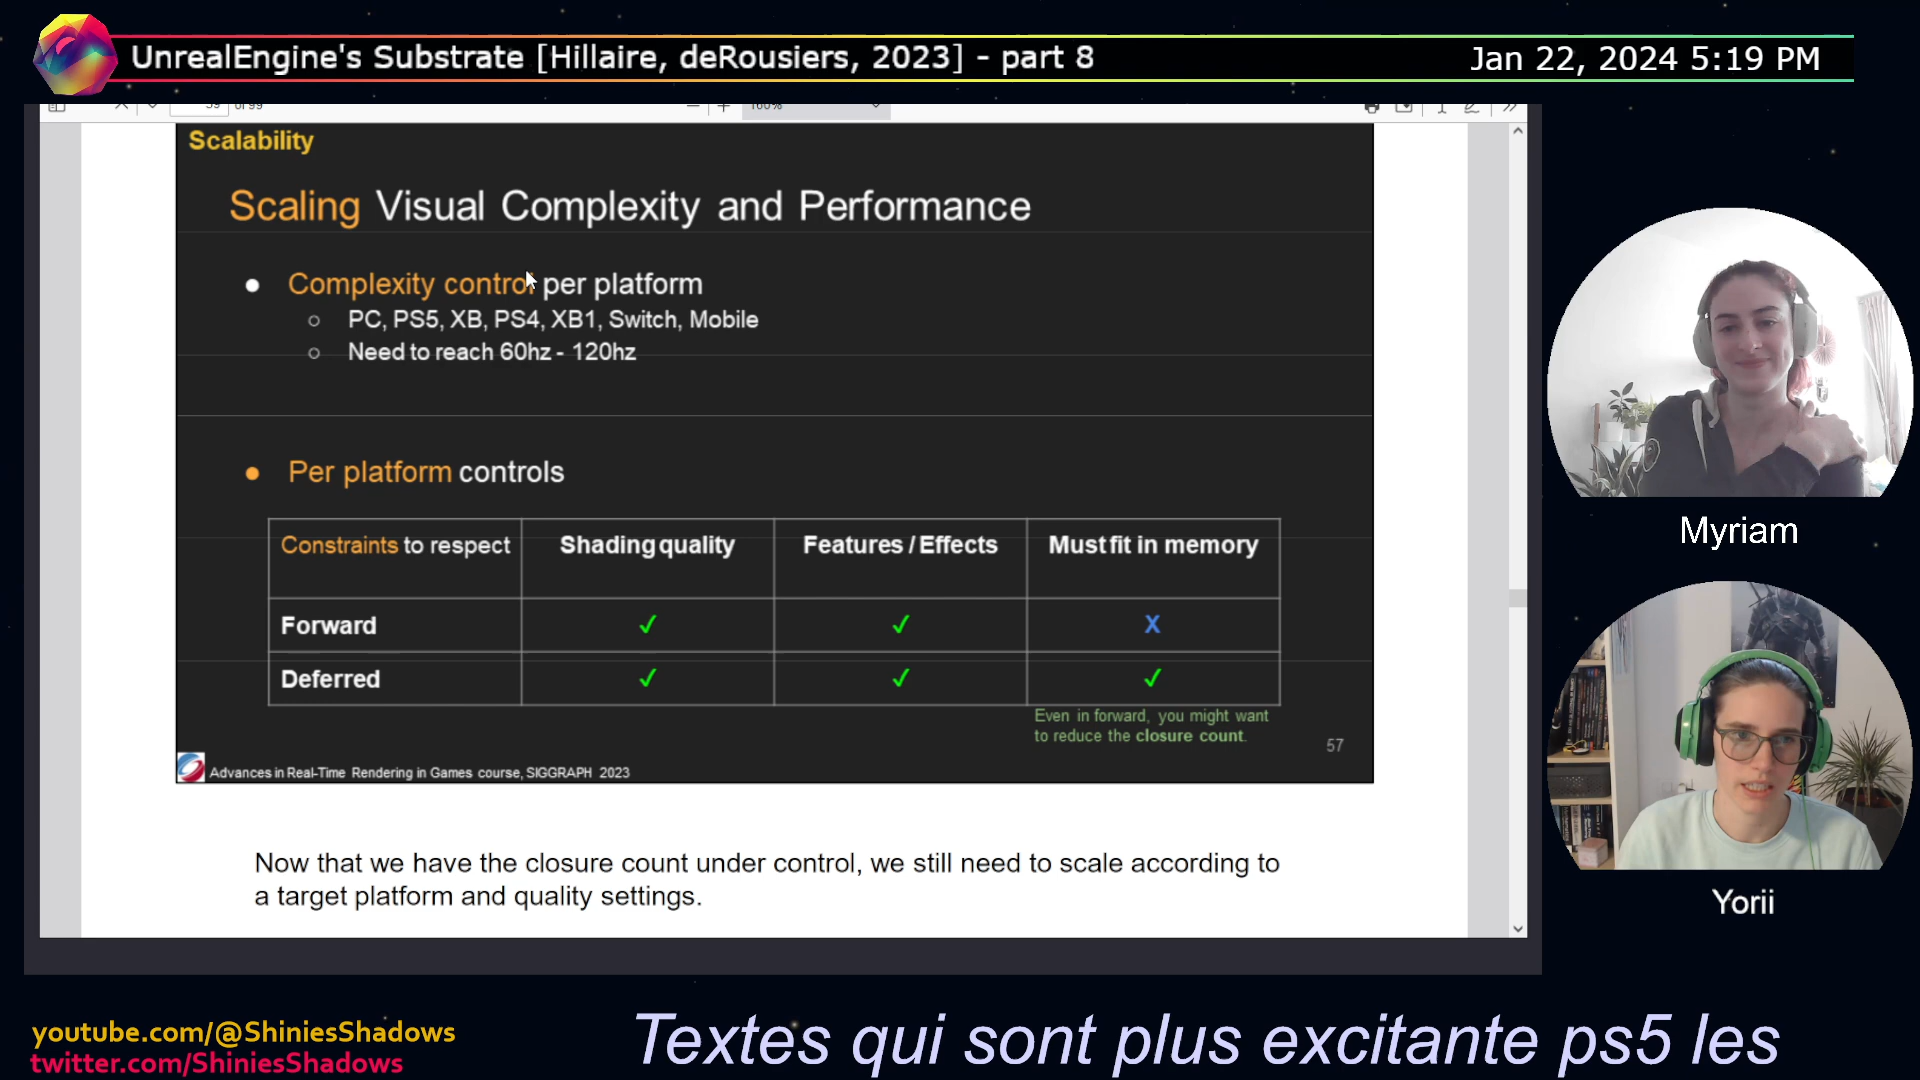 UnrealEngine's Substrate [Hillaire, deRousiers, 2023] - part 8
Jan 22, 2024 5:19 PM
59 of 99
160%
Scalability
Scaling Visual Complexity and Performance
Complexity control per platform
PC, PS5, XB, PS4, XB1, Switch, Mobile
Need to reach 60hz - 120hz
Per platform controls
Constraints to respect Shading quality Features / Effects Must fit in memory
Forward ✓ ✓ X
Deferred ✓ ✓ ✓
Even in forward, you might want
to reduce the closure count.
57
Advances in Real-Time Rendering in Games course, SIGGRAPH 2023
Now that we have the closure count under control, we still need to scale according to
a target platform and quality settings.
Myriam
Yorii
youtube.com/@ShiniesShadows
twitter.com/ShiniesShadows
Textes qui sont plus excitante ps5 les